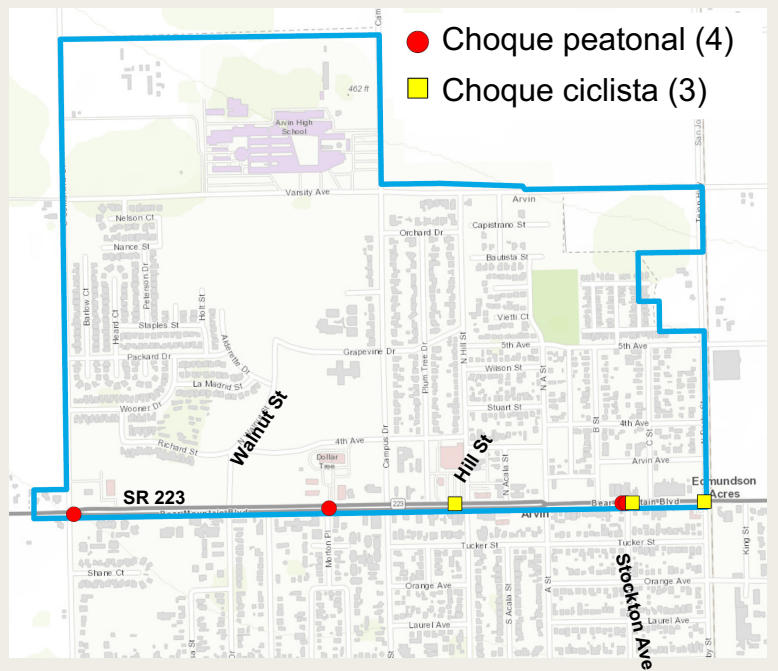 Choque peatonal (4)
Choque ciclista (3)
462 ft
Arvin High
School
Varsity Ave
Arvin
Nelson Ct
Orchard Dr
Capistrano St
Nance St
Bautista St
Barlow Ct
Heard Ct
Peterson Dr
Holt St
Staples St
Alderette Dr
Vietti Ct
Packard Dr
Grapevine Dr
Plum Tree Dr
N Hill St
5th Ave
5th Ave
Wilson St
La Madrid St
N A St
Wooner Dr
Stuart St
Walnut St
B St
C St
4th Ave
Richard St
4th Ave
Campus Dr
Hill St
Dollar
Tree
N Acala St
Arvin Ave
Edmundson
Acres
SR 223
223
Bear Mountain Blvd
Arvin
Tucker St
Tucker St
Morton Pl
Stockton Ave
King St
Shane Ct
Orange Ave
Orange Ave
S Acala St
A St
Laurel Ave
Laurel Ave